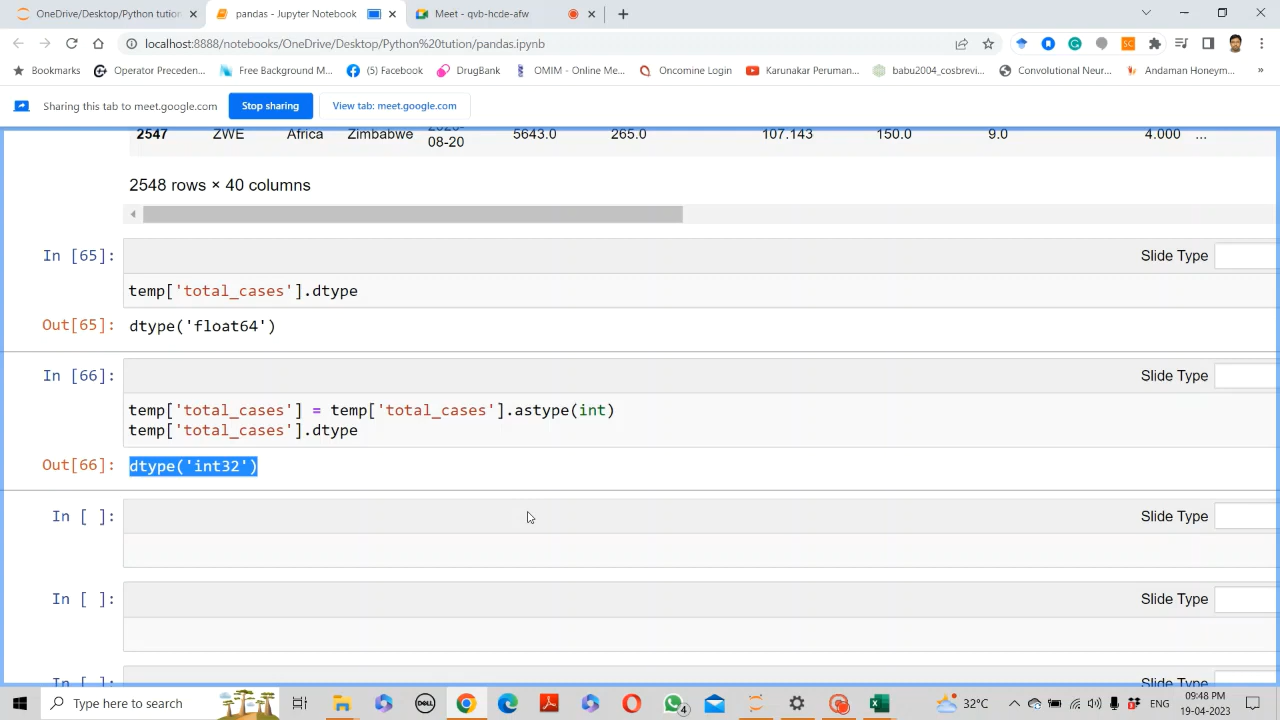 OneDrive/Desktop/Python tution
pandas - Jupyter Notebook
Meet - qvb-hcde-afw
localhost:8888/notebooks/OneDrive/Desktop/Python%20tution/pandas.ipynb
Bookmarks
Operator Preceden...
Free Background M...
(5) Facebook
DrugBank
OMIM - Online Me...
Oncomine Login
Karunakar Peruman...
babu2004_cosbrevi...
Convolutional Neur...
Andaman Honeym...
»
Sharing this tab to meet.google.com
Stop sharing
View tab: meet.google.com
2547 ZWE Africa Zimbabwe 2020-08-20 5643.0 265.0 107.143 150.0 9.0 4.000 ...
2548 rows × 40 columns
In [65]:
Slide Type
temp['total_cases'].dtype
Out[65]: dtype('float64')
In [66]:
Slide Type
temp['total_cases'] = temp['total_cases'].astype(int)
temp['total_cases'].dtype
Out[66]: dtype('int32')
In [ ]:
Slide Type
In [ ]:
Slide Type
In [ ]:
Slide Type
Type here to search
DELL
4
32°C
09:48 PM
19-04-2023